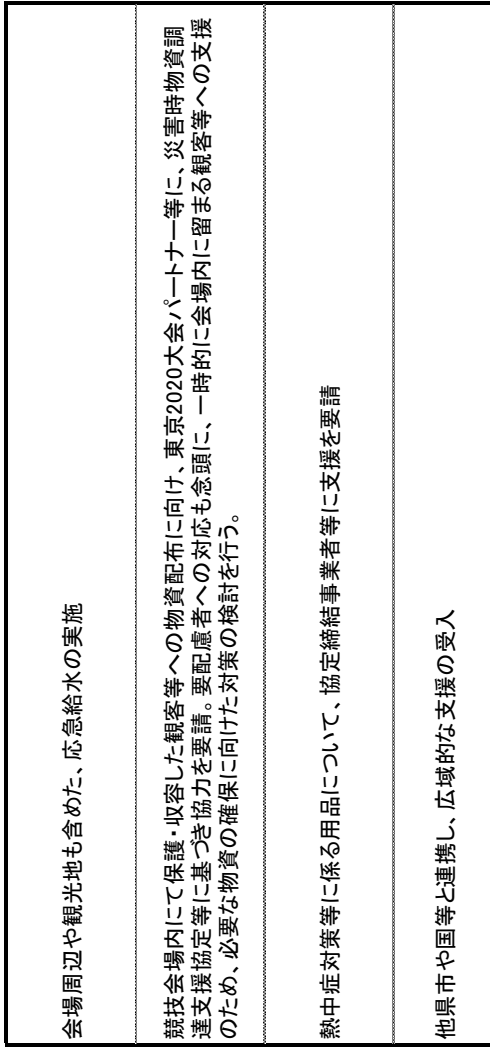 会場周辺や観光地も含めた、応急給水の実施
競技会場内にて保護・収容した観客等への物資配布に向け、東京2020大会パートナー等に、災害時物資調
達支援協定等に基づき協力を要請。要配慮者への対応も念頭に、一時的に会場内に留まる観客等への支援
のため、必要な物資の確保に向けた対策の検討を行う。
熱中症対策等に係る用品について、協定締結事業者等に支援を要請
他県市や国等と連携し、広域的な支援の受入